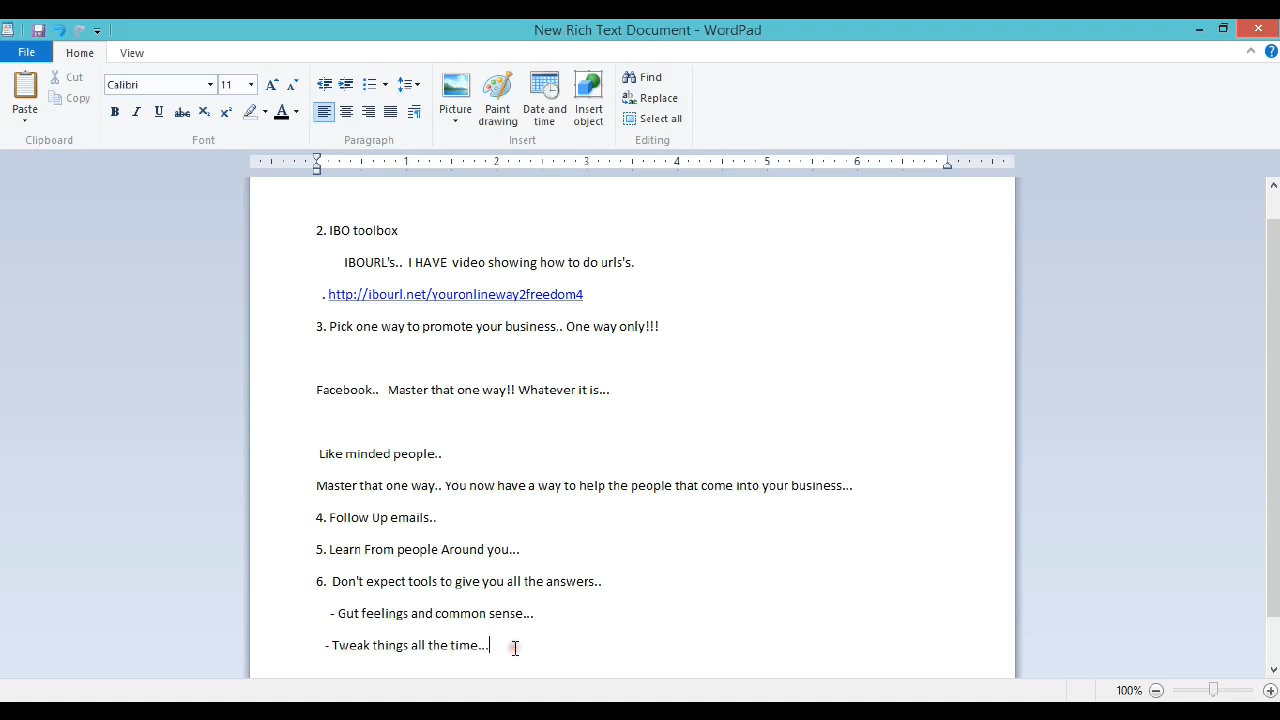 New Rich Text Document - WordPad
File Home View
Paste Cut Copy
Clipboard
Calibri 11
Font
Paragraph
Picture Paint drawing Date and time Insert object
Insert
Find
Replace
Select all
Editing
1 2 3 4 5 6
2. IBO toolbox
IBOURL's.. I HAVE video showing how to do urls's.
. http://ibourl.net/youronlineway2freedom4
3. Pick one way to promote your business.. One way only!!!
Facebook.. Master that one way!! Whatever it is...
Like minded people..
Master that one way.. You now have a way to help the people that come into your business...
4. Follow Up emails..
5. Learn From people Around you...
6. Don't expect tools to give you all the answers..
- Gut feelings and common sense...
- Tweak things all the time...
100%